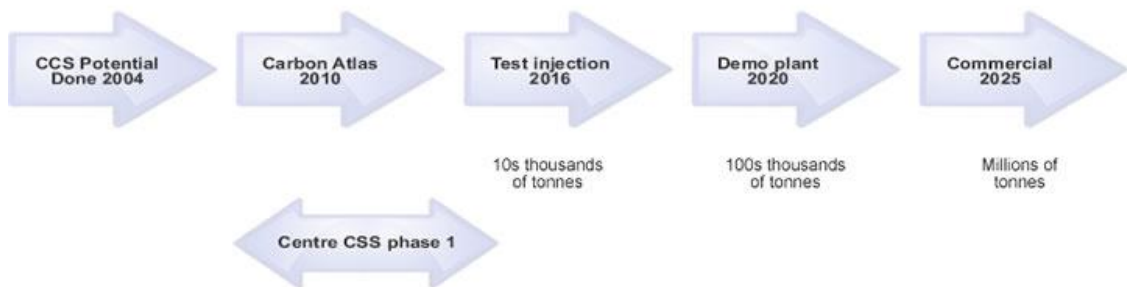 CCS Potential
Done 2004
Carbon Atlas
2010
Test injection
2016
Demo plant
2020
Commercial
2025
10s thousands
of tonnes
100s thousands
of tonnes
Millions of
tonnes
Centre CSS phase 1